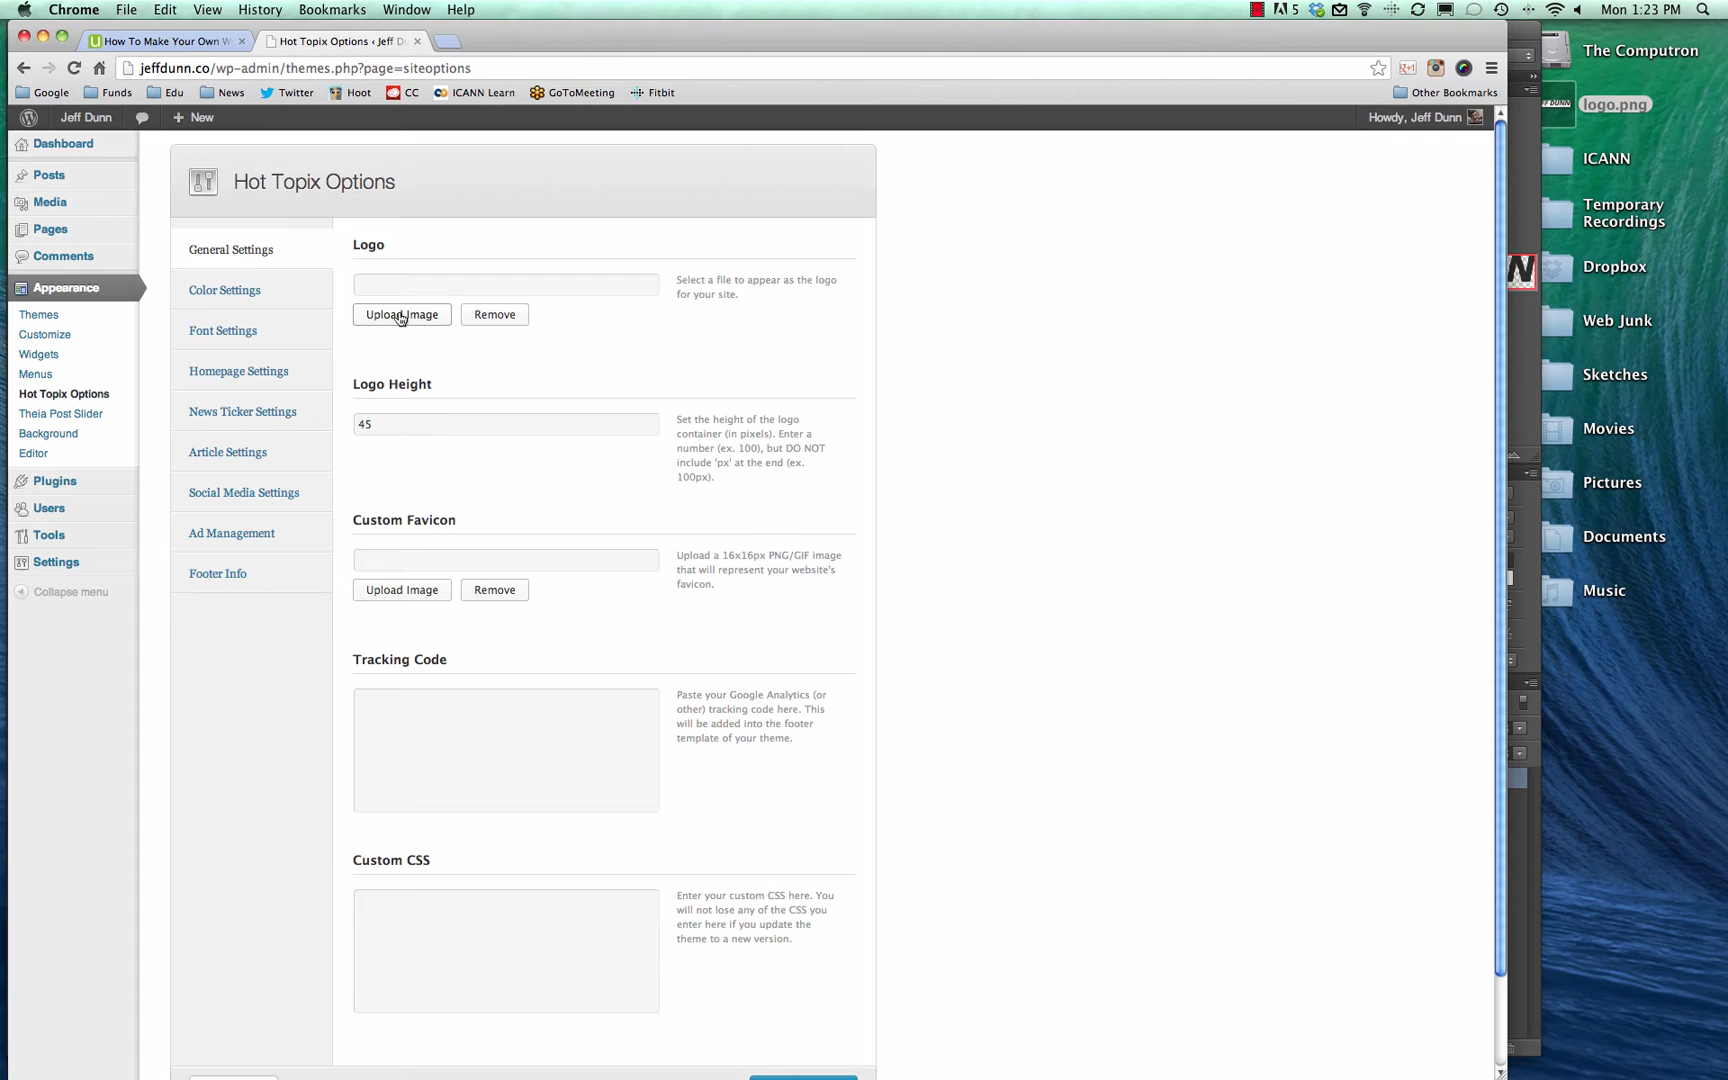 Chrome File Edit View History Bookmarks Window Help
5 Mon 1:23 PM
How To Make Your Own W Hot Topix Options ‹ Jeff Du
jeffdunn.co/wp-admin/themes.php?page=siteoptions
Google Funds Edu News Twitter Hoot CC ICANN Learn GoToMeeting Fitbit Other Bookmarks
Jeff Dunn New Howdy, Jeff Dunn
Dashboard
Posts
Media
Pages
Comments
Appearance
Themes
Customize
Widgets
Menus
Hot Topix Options
Theia Post Slider
Background
Editor
Plugins
Users
Tools
Settings
Collapse menu
Hot Topix Options
General Settings
Color Settings
Font Settings
Homepage Settings
News Ticker Settings
Article Settings
Social Media Settings
Ad Management
Footer Info
Logo
Select a file to appear as the logo
for your site.
Upload Image Remove
Logo Height
45
Set the height of the logo
container (in pixels). Enter a
number (ex. 100), but DO NOT
include 'px' at the end (ex.
100px).
Custom Favicon
Upload a 16x16px PNG/GIF image
that will represent your website's
favicon.
Upload Image Remove
Tracking Code
Paste your Google Analytics (or
other) tracking code here. This
will be added into the footer
template of your theme.
Custom CSS
Enter your custom CSS here. You
will not lose any of the CSS you
enter here if you update the
theme to a new version.
The Computron
logo.png
ICANN
Temporary
Recordings
Dropbox
Web Junk
Sketches
Movies
Pictures
Documents
Music